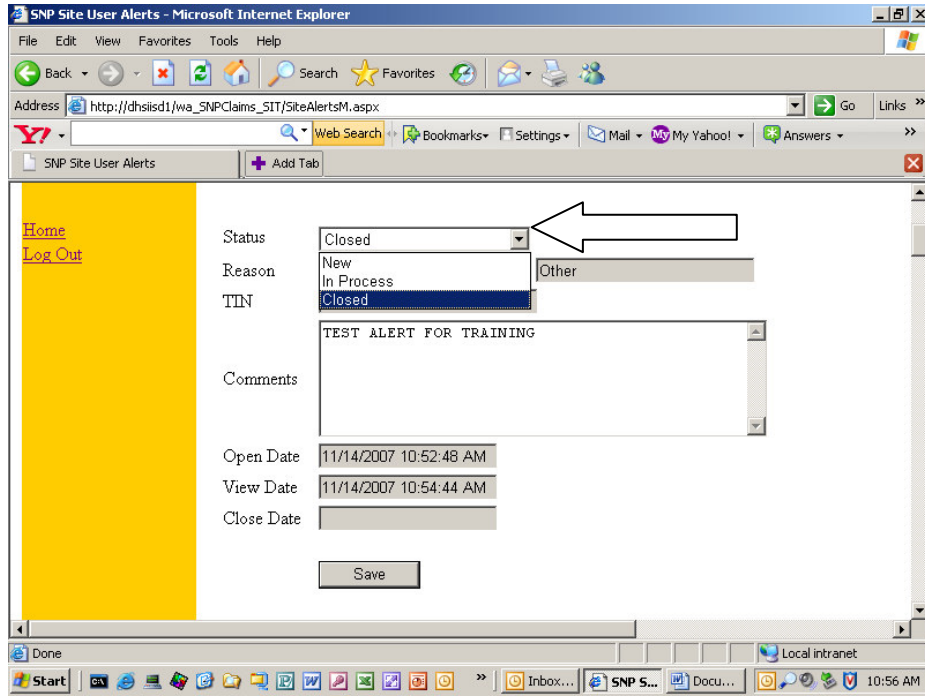 SNP Site User Alerts - Microsoft Internet Explorer
File Edit View Favorites Tools Help
Back Search Favorites
Address http://dhsiisd1/wa_SNPClaims_SIT/SiteAlertsM.aspx Go Links »
Y! Web Search Bookmarks Settings Mail My My Yahoo! Answers »
SNP Site User Alerts Add Tab
Home
Log Out
Status Closed
New
In Process
Closed
Reason Other
TIN
Comments TEST ALERT FOR TRAINING
Open Date 11/14/2007 10:52:48 AM
View Date 11/14/2007 10:54:44 AM
Close Date
Save
Done Local intranet
Start » Inbox... SNP S... Docu... 10:56 AM